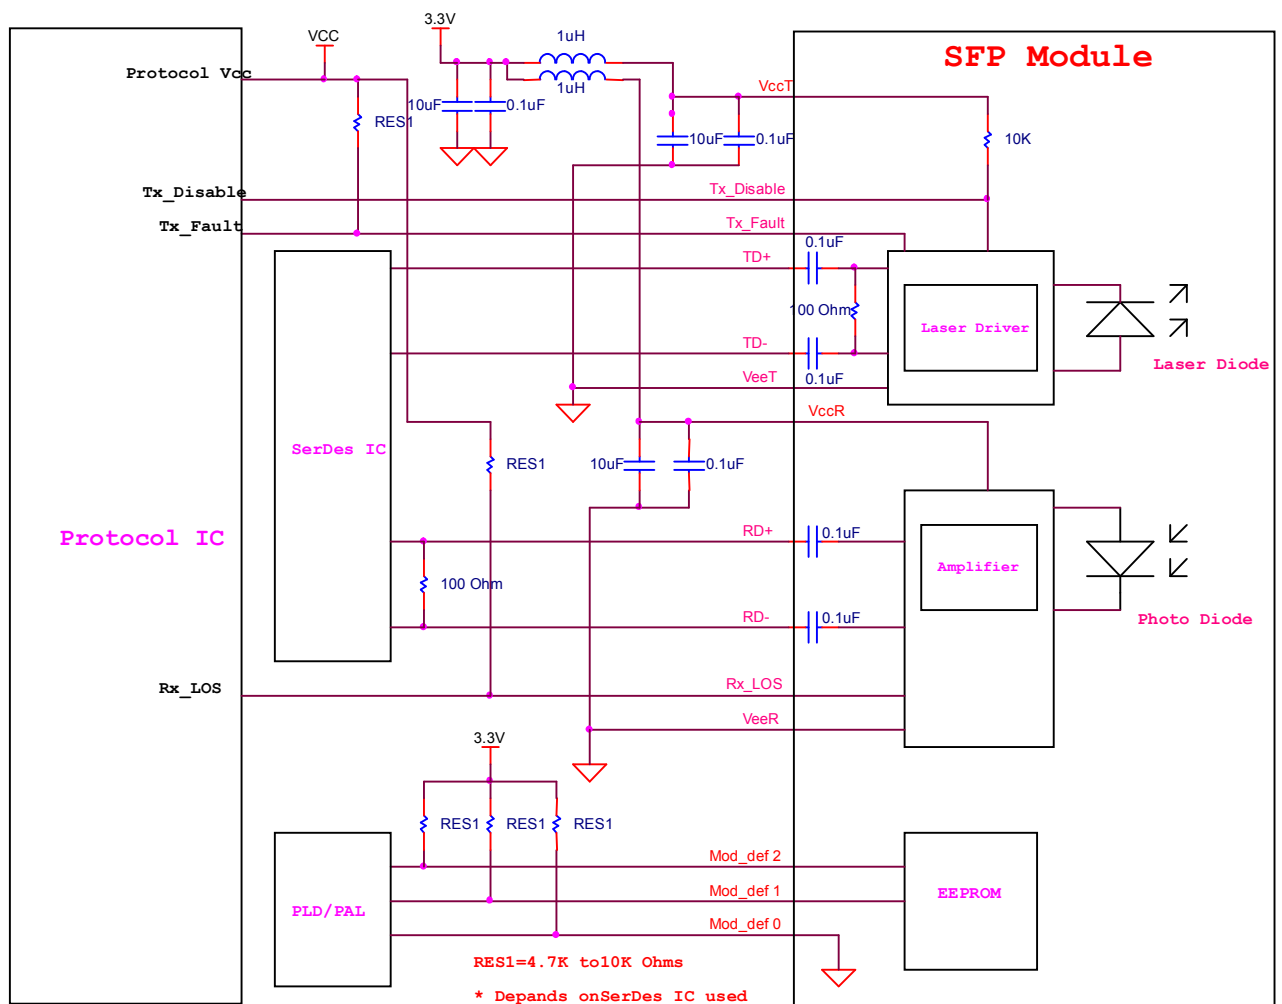 3.3V
VCC
1uH
SFP Module
Protocol Vcc
1uH
VccT
10uF
0.1uF
RES1
10uF
0.1uF
10K
Tx_Disable
Tx_Disable
Tx_Fault
Tx_Fault
0.1uF
TD+
100 Ohm
Laser Driver
TD-
Laser Diode
VeeT
0.1uF
VccR
SerDes IC
RES1
10uF
0.1uF
Protocol IC
RD+
0.1uF
Amplifier
100 Ohm
RD-
0.1uF
Photo Diode
Rx_LOS
Rx_LOS
VeeR
3.3V
RES1
RES1
RES1
Mod_def 2
Mod_def 1
EEPROM
PLD/PAL
Mod_def 0
RES1=4.7K to10K Ohms
* Depands onSerDes IC used